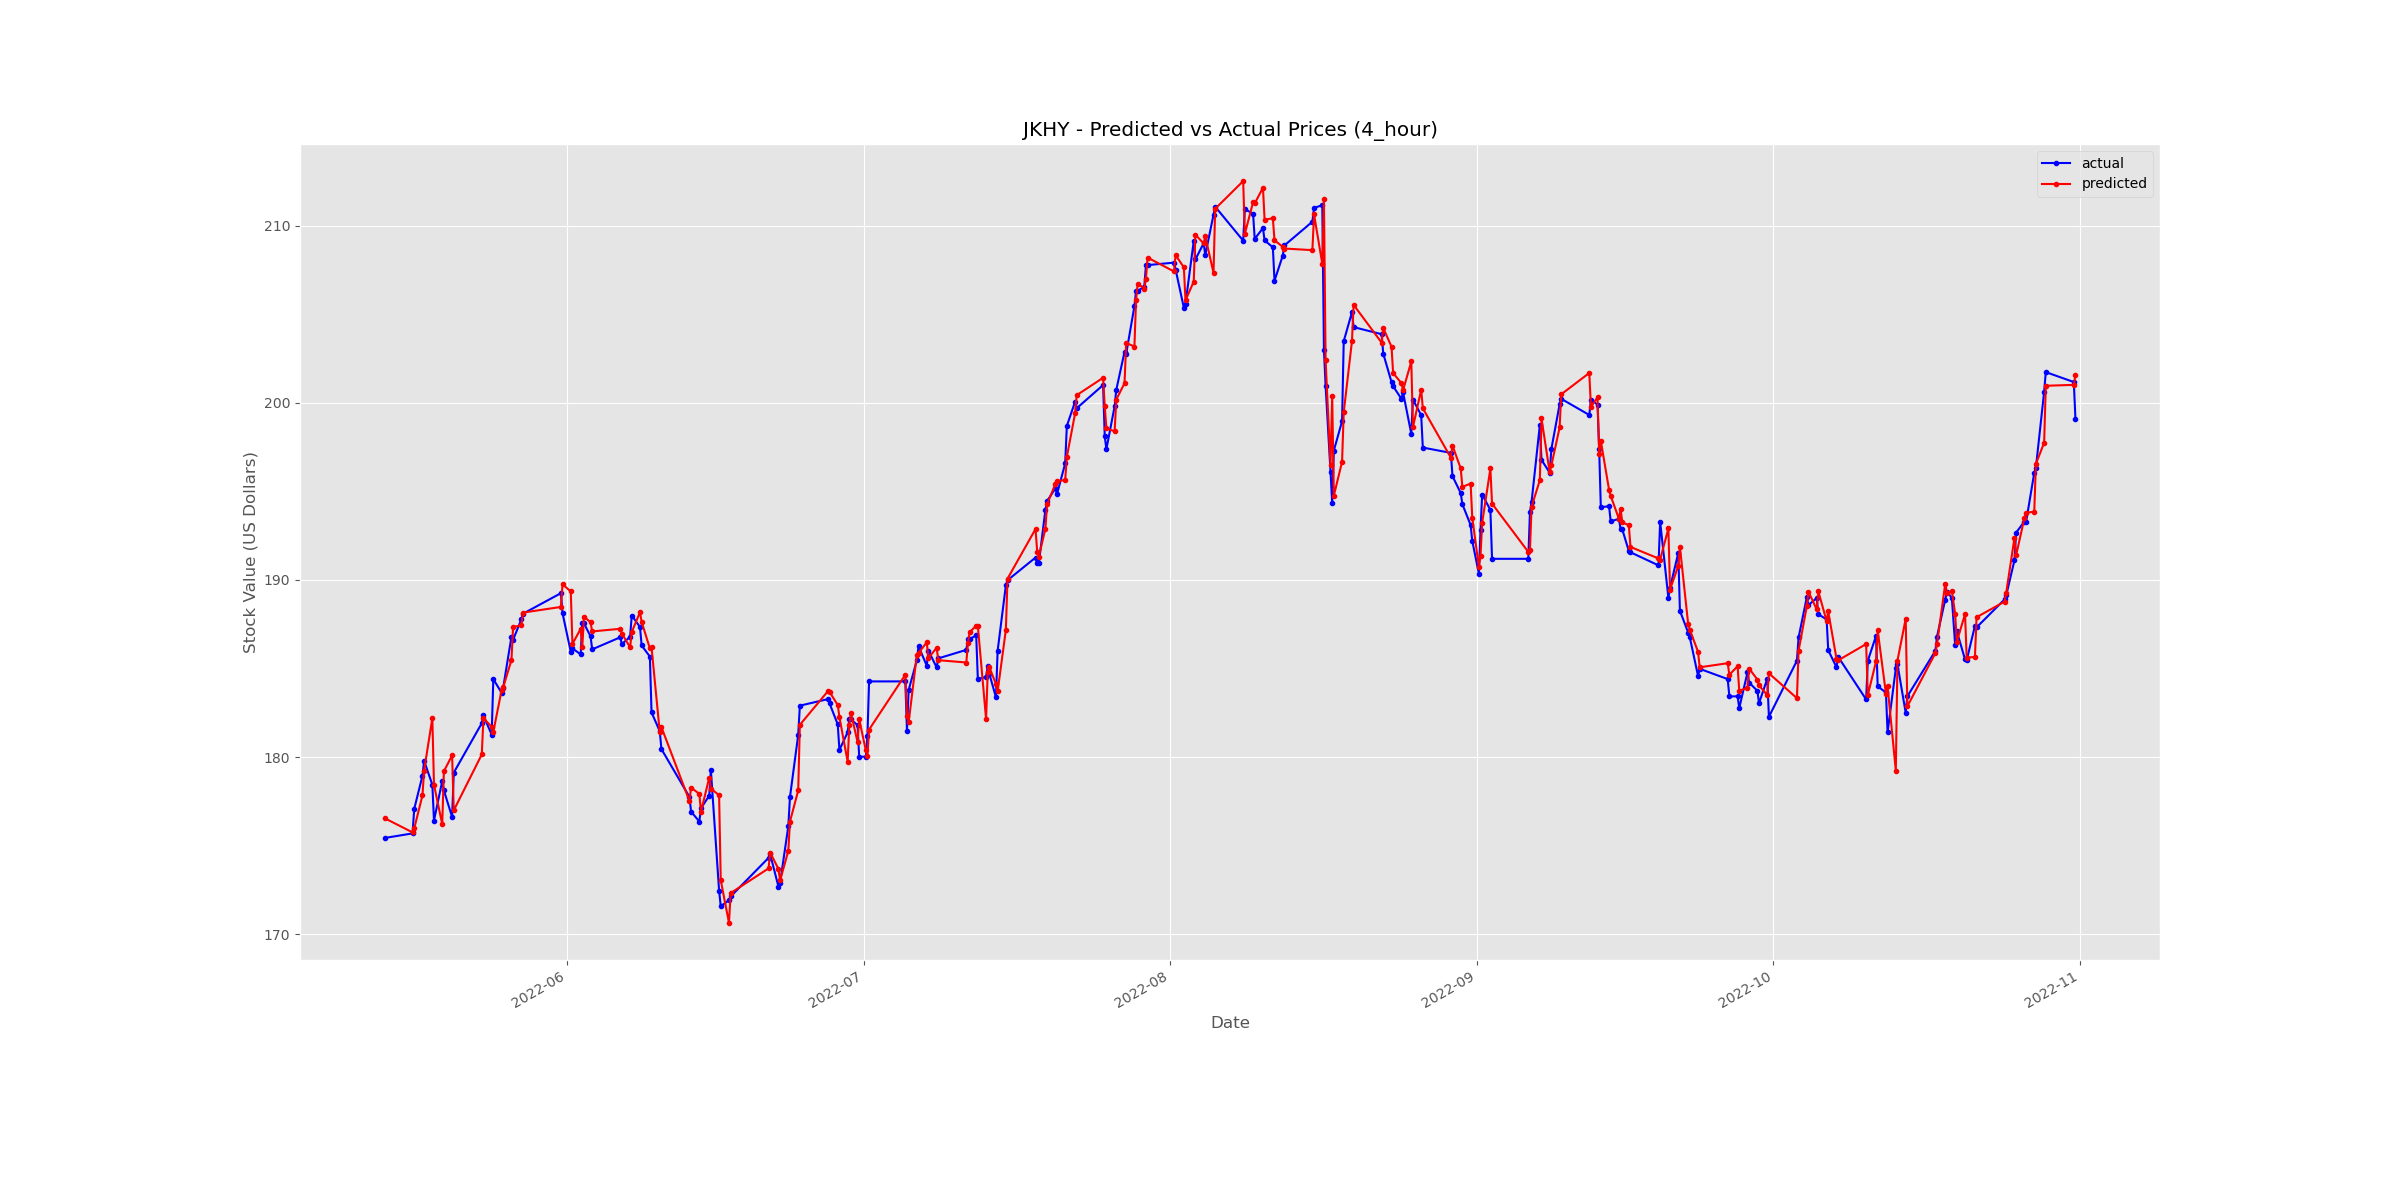 JKHY - Predicted vs Actual Prices (4_hour)
actual
predicted
210
200
190
180
170
Stock Value (US Dollars)
2022-06
2022-07
2022-08
2022-09
2022-10
2022-11
Date